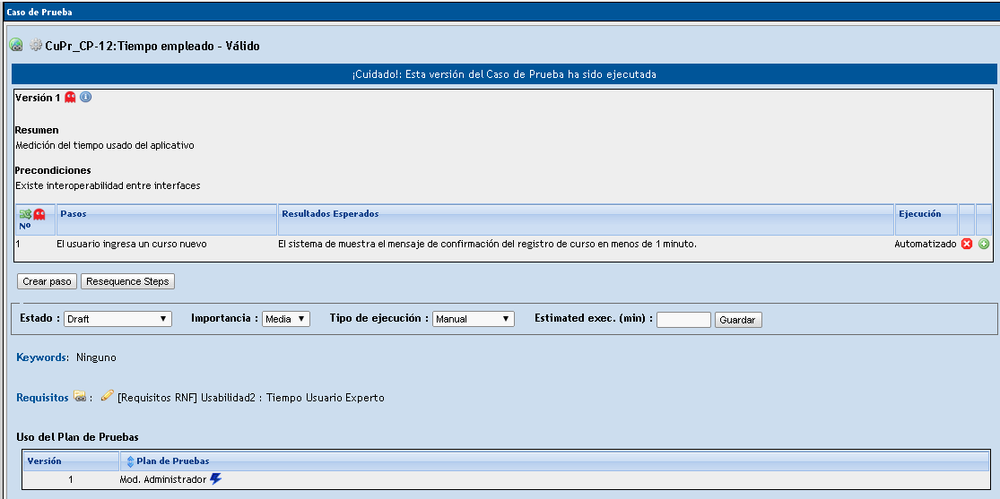 Caso de Prueba
CuPr_CP-12:Tiempo empleado - Válido
¡Cuidado!: Esta versión del Caso de Prueba ha sido ejecutada
Versión 1
Resumen
Medición del tiempo usado del aplicativo
Precondiciones
Existe interoperabilidad entre interfaces
Nº Pasos Resultados Esperados Ejecución
1 El usuario ingresa un curso nuevo El sistema de muestra el mensaje de confirmación del registro de curso en menos de 1 minuto. Automatizado
Crear paso Resequence Steps
Estado : Draft Importancia : Media Tipo de ejecución : Manual Estimated exec. (min) : Guardar
Keywords: Ninguno
Requisitos : [Requisitos RNF] Usabilidad2 : Tiempo Usuario Experto
Uso del Plan de Pruebas
Versión Plan de Pruebas
1 Mod. Administrador